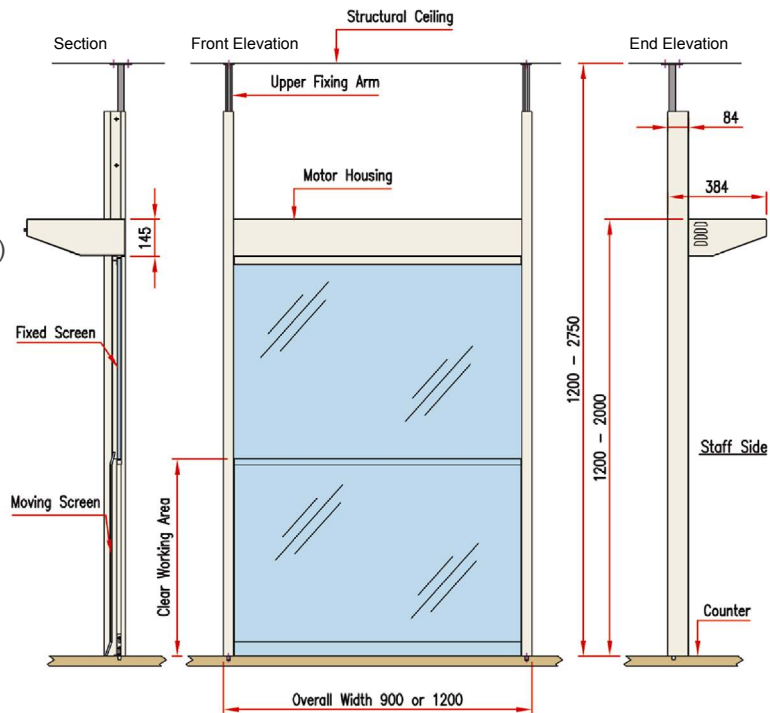 Structural Ceiling
Section
Front Elevation
End Elevation
Upper Fixing Arm
84
Motor Housing
384
145
)
Fixed Screen
1200 - 2750
1200 - 2000
Staff Side
Moving Screen
Clear Working Area
Counter
Overall Width 900 or 1200